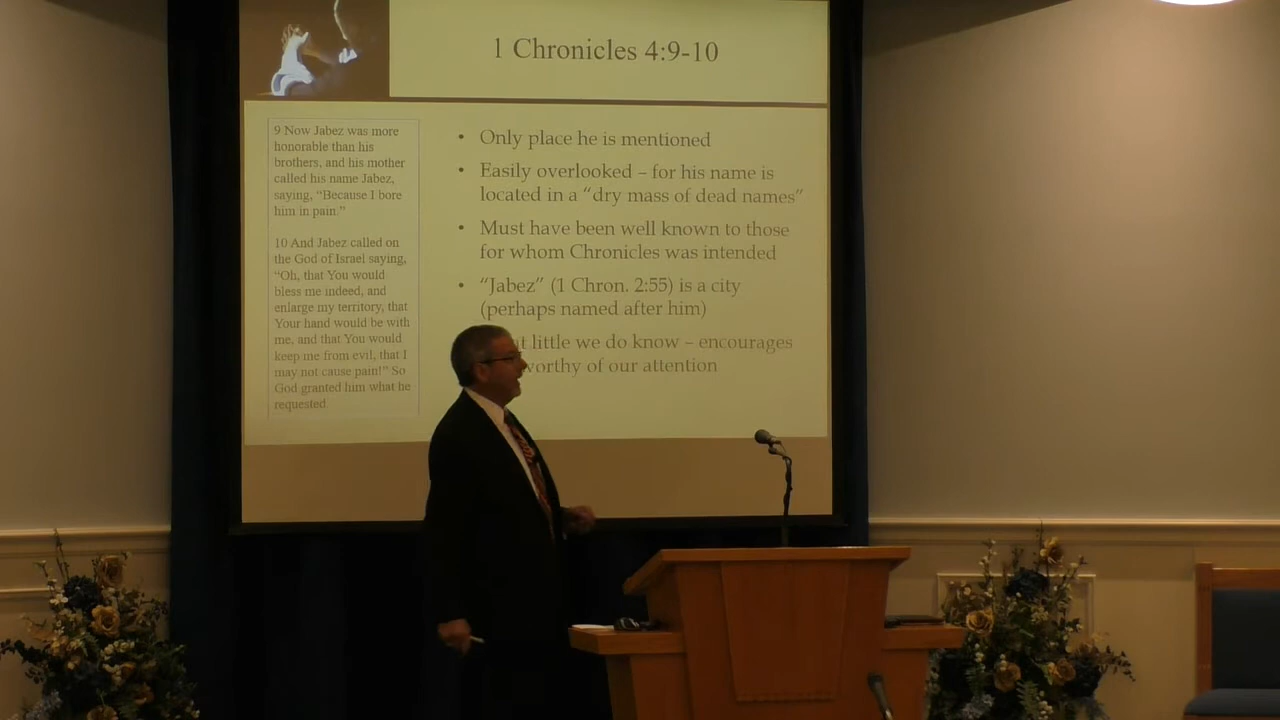 1 Chronicles 4:9-10
9 Now Jabez was more
honorable than his
brothers, and his mother
called his name Jabez,
saying, “Because I bore
him in pain.”
10 And Jabez called on
the God of Israel saying,
“Oh, that You would
bless me indeed, and
enlarge my territory, that
Your hand would be with
me, and that You would
keep me from evil, that I
may not cause pain!” So
God granted him what he
requested.
• Only place he is mentioned
• Easily overlooked – for his name is
located in a “dry mass of dead names”
• Must have been well known to those
for whom Chronicles was intended
• “Jabez” (1 Chron. 2:55) is a city
(perhaps named after him)
little we do know – encourages
worthy of our attention